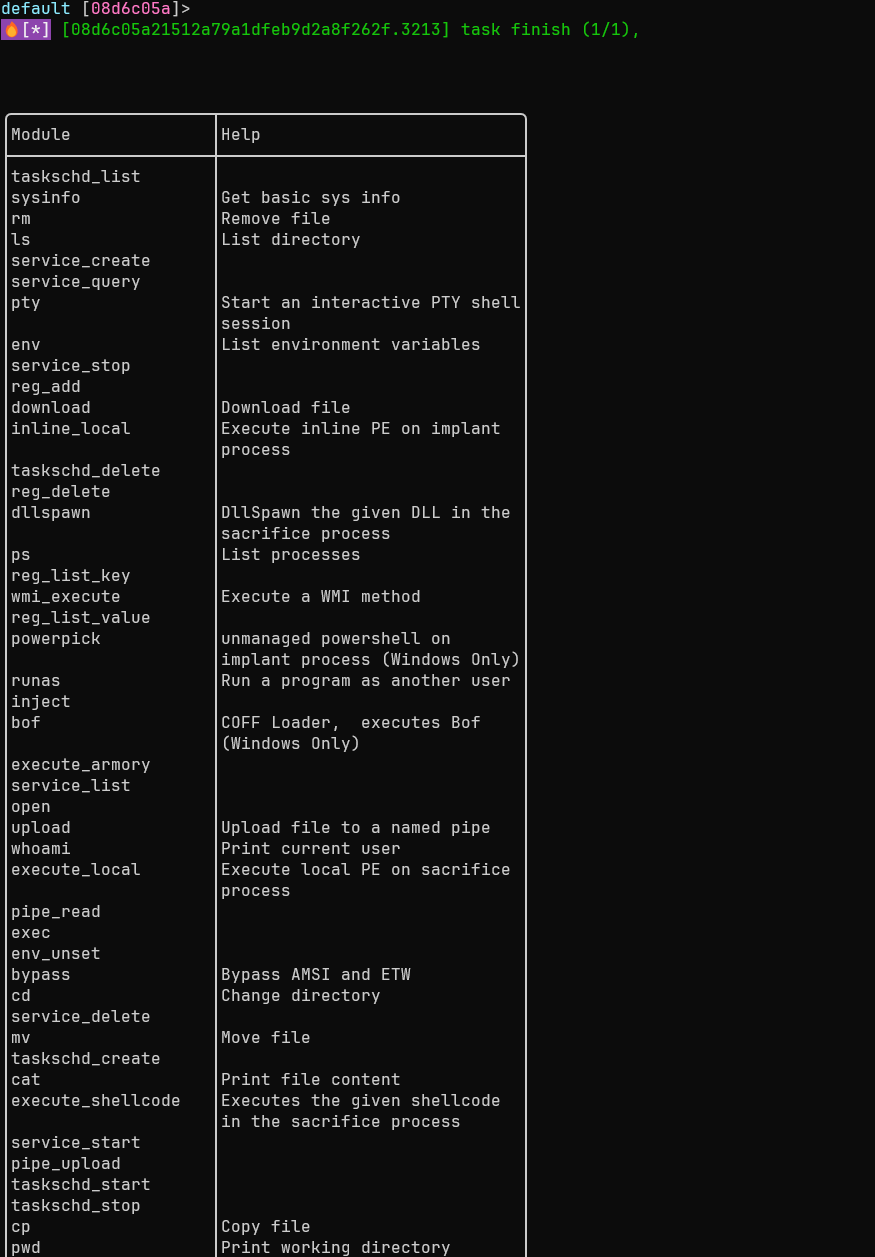 default [08d6c05a]>
🔥[*] [08d6c05a21512a79a1dfeb9d2a8f262f.3213] task finish (1/1),
Module Help
taskschd_list
sysinfo Get basic sys info
rm Remove file
ls List directory
service_create
service_query
pty Start an interactive PTY shell
session
env List environment variables
service_stop
reg_add
download Download file
inline_local Execute inline PE on implant
process
taskschd_delete
reg_delete
dllspawn DllSpawn the given DLL in the
sacrifice process
ps List processes
reg_list_key
wmi_execute Execute a WMI method
reg_list_value
powerpick unmanaged powershell on
implant process (Windows Only)
runas Run a program as another user
inject
bof COFF Loader,  executes Bof
(Windows Only)
execute_armory
service_list
open
upload Upload file to a named pipe
whoami Print current user
execute_local Execute local PE on sacrifice
process
pipe_read
exec
env_unset
bypass Bypass AMSI and ETW
cd Change directory
service_delete
mv Move file
taskschd_create
cat Print file content
execute_shellcode Executes the given shellcode
in the sacrifice process
service_start
pipe_upload
taskschd_start
taskschd_stop
cp Copy file
pwd Print working directory